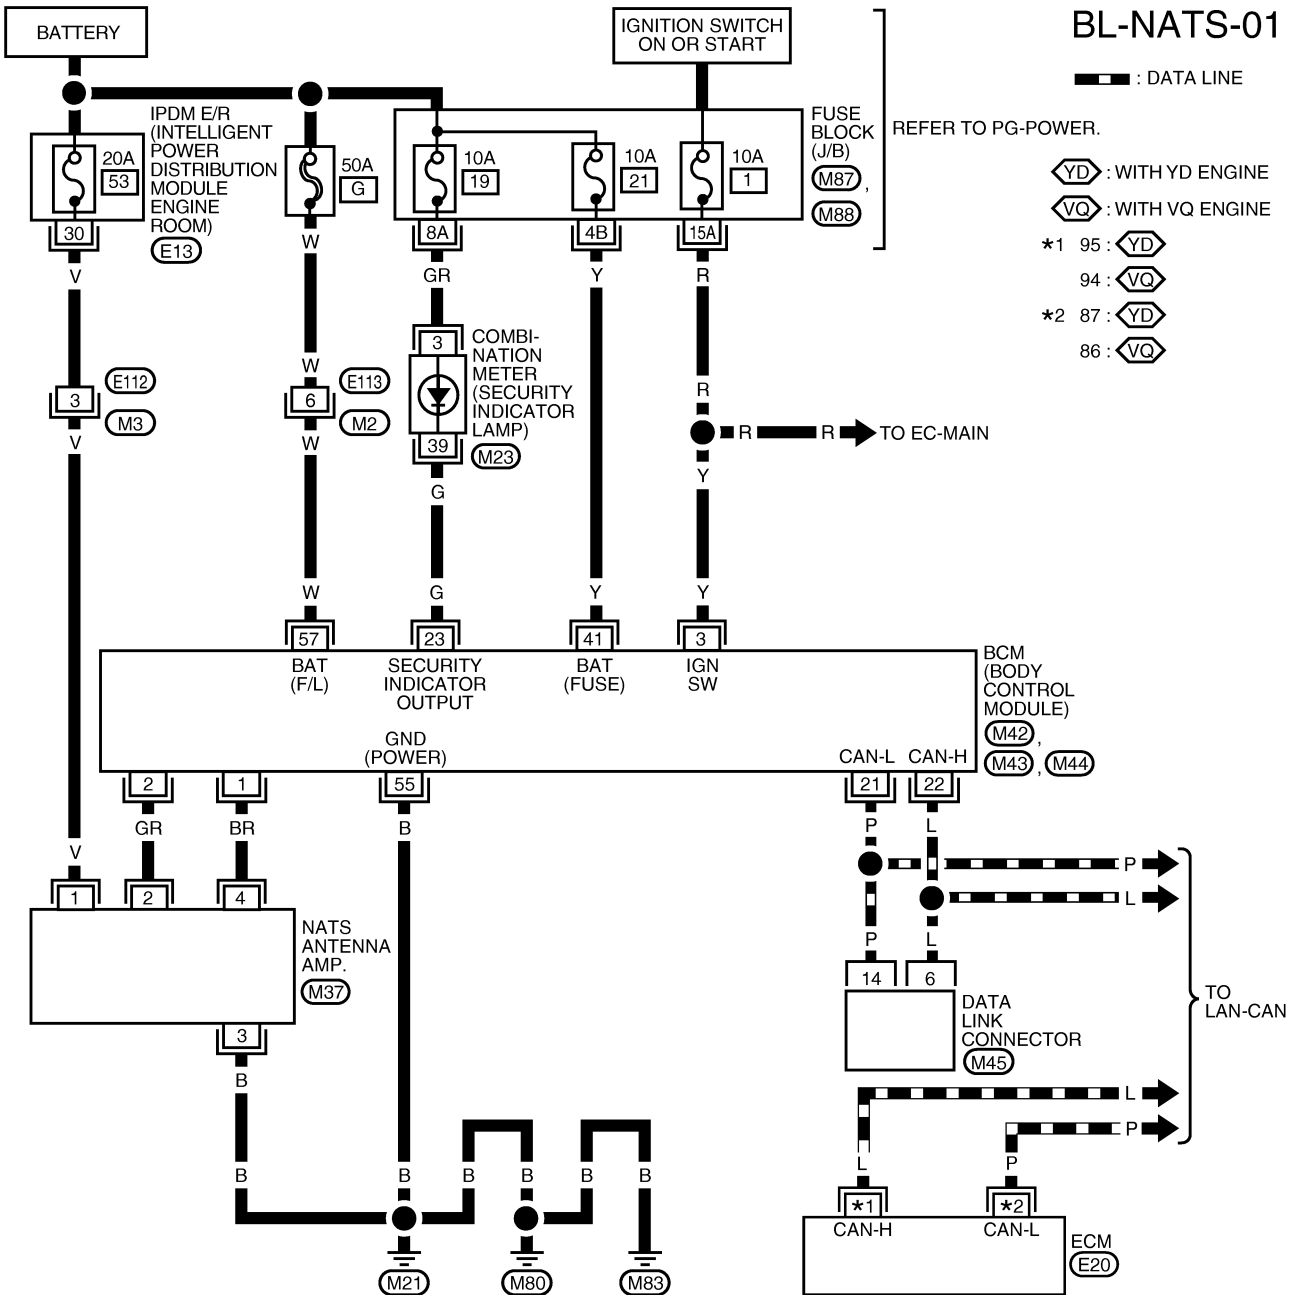 BL-NATS-01
BATTERY
IGNITION SWITCH
ON OR START
: DATA LINE
IPDM E/R
(INTELLIGENT
POWER
DISTRIBUTION
MODULE
ENGINE
ROOM)
E13
20A
53
50A
G
10A
19
10A
21
10A
1
FUSE
BLOCK
(J/B)
M87 ,
M88
REFER TO PG-POWER.
YD : WITH YD ENGINE
VQ : WITH VQ ENGINE
*1 95 : YD
94 : VQ
*2 87 : YD
86 : VQ
30
8A
4B
15A
V
W
GR
Y
R
W
R
3
E112
M3
6
E113
M2
3
COMBI-
NATION
METER
(SECURITY
INDICATOR
LAMP)
M23
39
V
W
G
R
R
TO EC-MAIN
Y
W
G
Y
Y
57
23
41
3
BAT
(F/L)
SECURITY
INDICATOR
OUTPUT
BAT
(FUSE)
IGN
SW
BCM
(BODY
CONTROL
MODULE)
M42 ,
M43 , M44
GND
(POWER)
CAN-L
CAN-H
2
1
55
21
22
GR
BR
B
P
L
V
P
L
1
2
4
NATS
ANTENNA
AMP.
M37
P
L
14
6
DATA
LINK
CONNECTOR
M45
TO
LAN-CAN
3
B
L
P
B
B
B
B
B
B
L
P
*1
*2
CAN-H
CAN-L
ECM
E20
M21
M80
M83